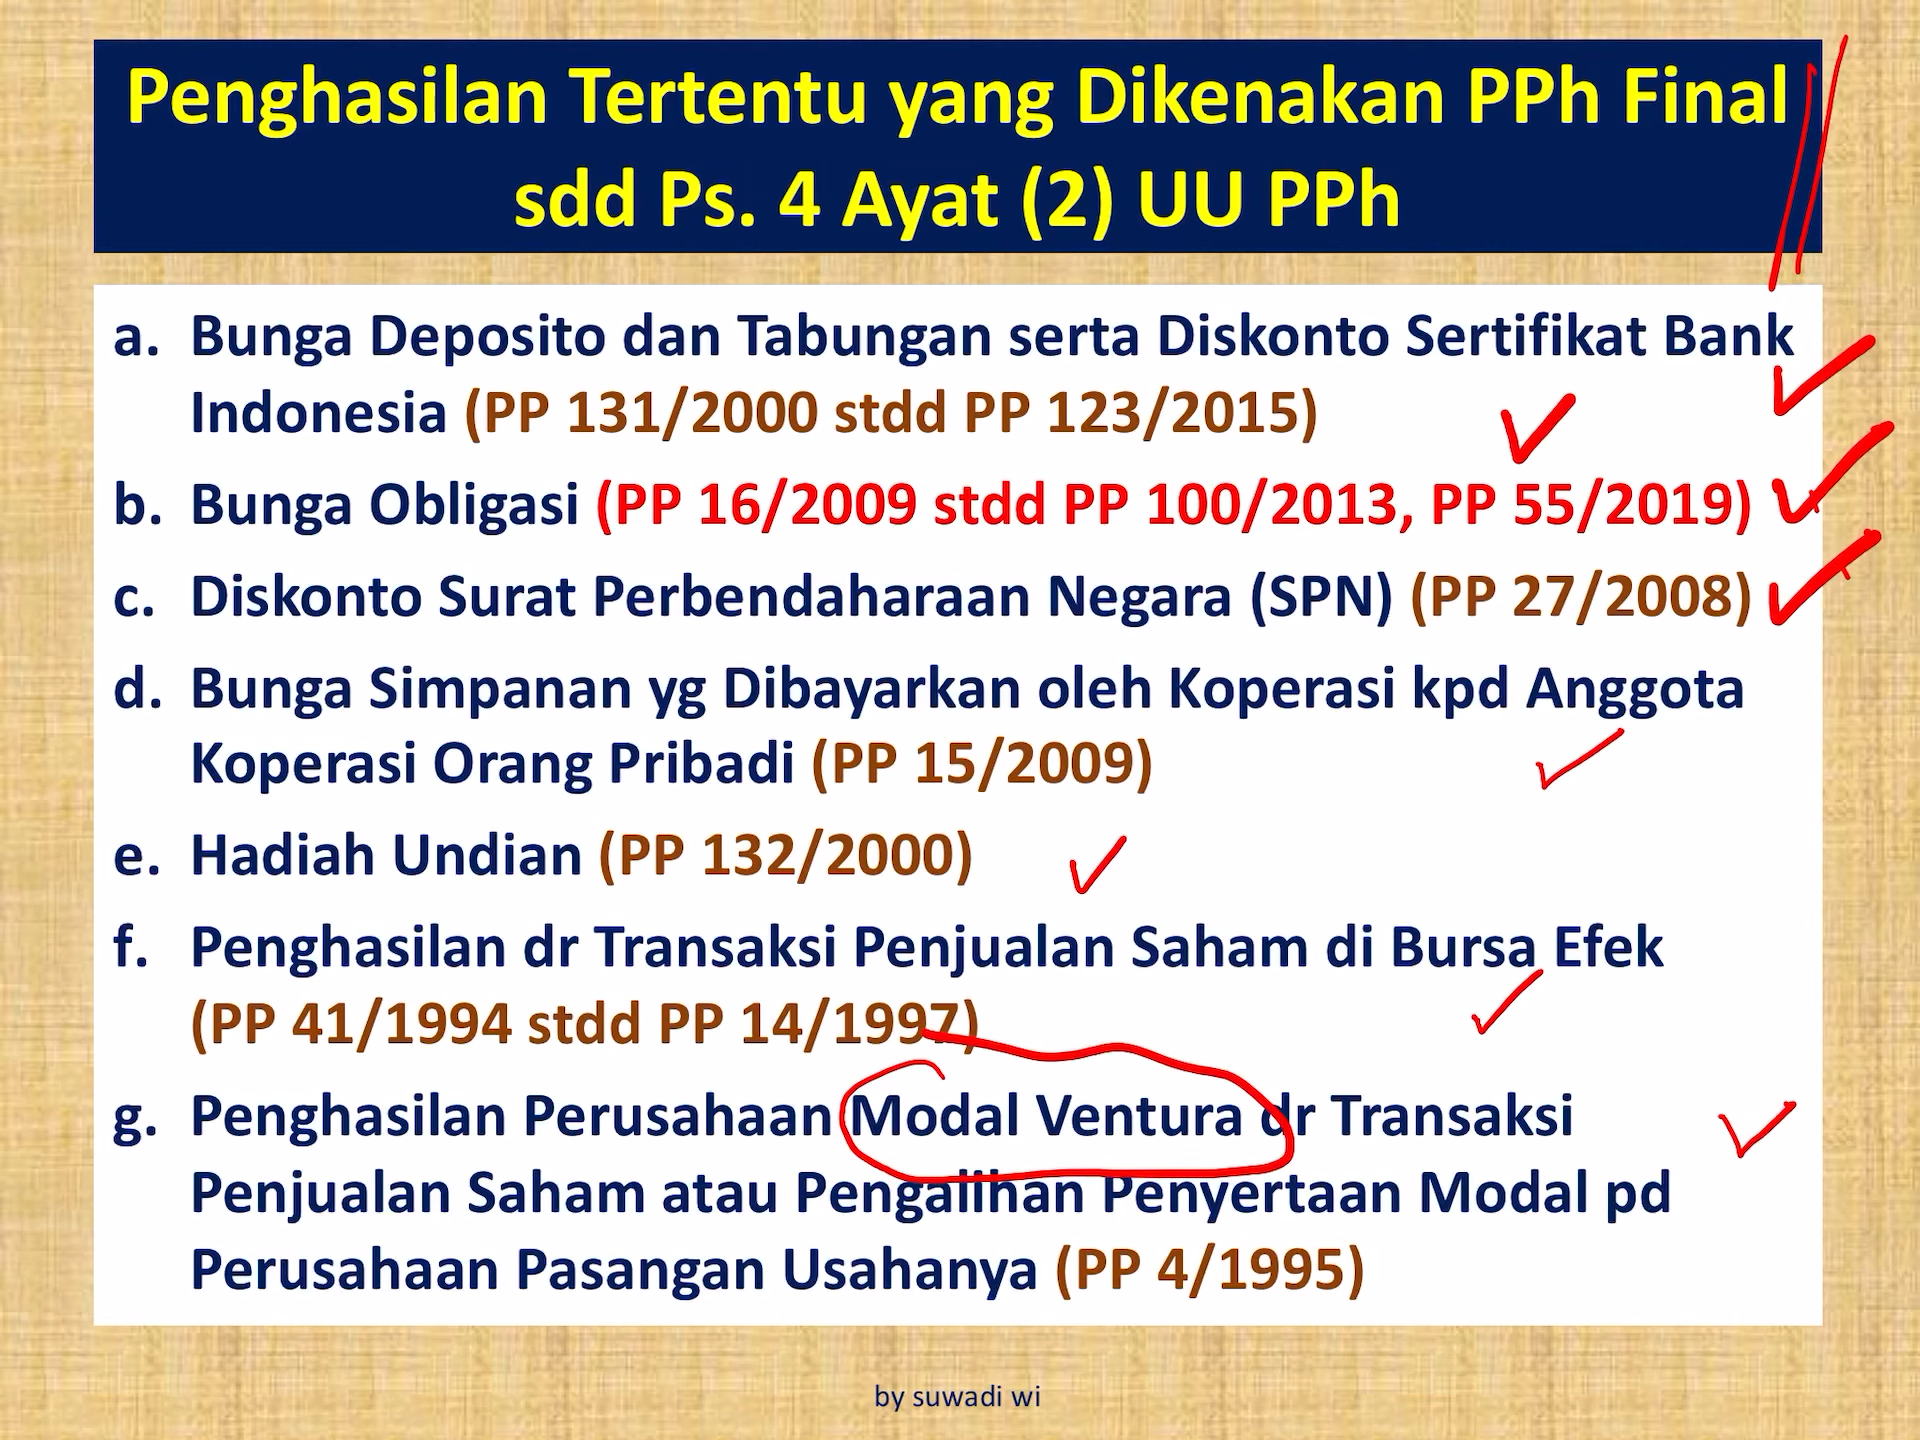 Penghasilan Tertentu yang Dikenakan PPh Final
sdd Ps. 4 Ayat (2) UU PPh
a. Bunga Deposito dan Tabungan serta Diskonto Sertifikat Bank
Indonesia (PP 131/2000 stdd PP 123/2015)
b. Bunga Obligasi (PP 16/2009 stdd PP 100/2013, PP 55/2019)
c. Diskonto Surat Perbendaharaan Negara (SPN) (PP 27/2008)
d. Bunga Simpanan yg Dibayarkan oleh Koperasi kpd Anggota
Koperasi Orang Pribadi (PP 15/2009)
e. Hadiah Undian (PP 132/2000)
f. Penghasilan dr Transaksi Penjualan Saham di Bursa Efek
(PP 41/1994 stdd PP 14/1997)
g. Penghasilan Perusahaan Modal Ventura dr Transaksi
Penjualan Saham atau Pengalihan Penyertaan Modal pd
Perusahaan Pasangan Usahanya (PP 4/1995)
by suwadi wi